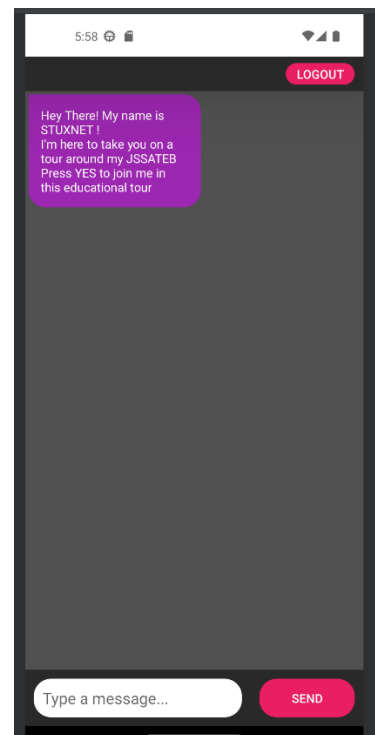 5:58
LOGOUT
Hey There! My name is
STUXNET !
I'm here to take you on a
tour around my JSSATEB
Press YES to join me in
this educational tour
Type a message...
SEND